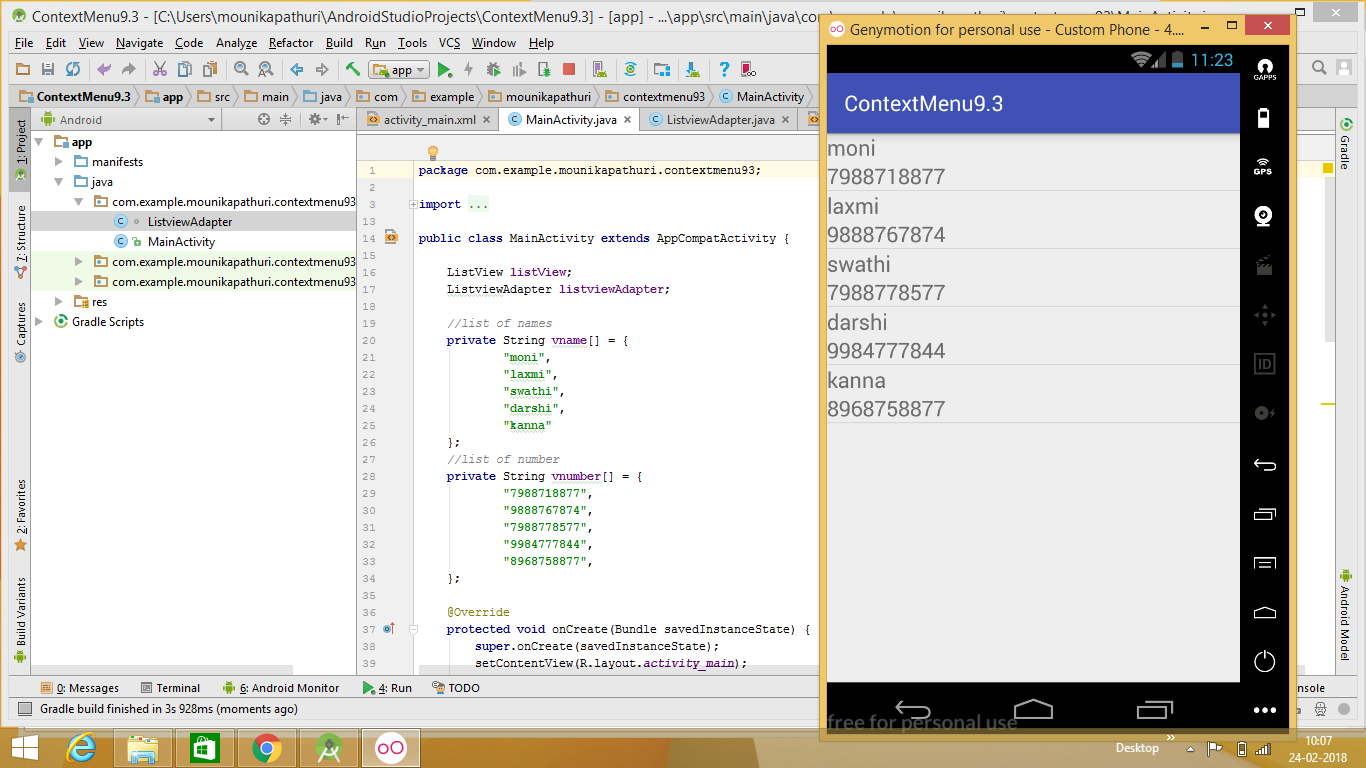 ContextMenu9.3 - [C:\Users\mounikapathuri\AndroidStudioProjects\ContextMenu9.3] - [app] - ...\app\src\main\java\com\
File Edit View Navigate Code Analyze Refactor Build Run Tools VCS Window Help
app
ContextMenu9.3 app src main java com example mounikapathuri contextmenu93 MainActivity
Android
activity_main.xml MainActivity.java ListviewAdapter.java
1: Project
7: Structure
Captures
2: Favorites
Build Variants
app
manifests
java
com.example.mounikapathuri.contextmenu93
ListviewAdapter
MainActivity
com.example.mounikapathuri.contextmenu93
com.example.mounikapathuri.contextmenu93
res
Gradle Scripts
1 package com.example.mounikapathuri.contextmenu93;
2
3 import ...
13
14 public class MainActivity extends AppCompatActivity {
15
16 ListView listView;
17 ListviewAdapter listviewAdapter;
18
19 //list of names
20 private String vname[] = {
21 "moni",
22 "laxmi",
23 "swathi",
24 "darshi",
25 "kanna"
26 };
27 //list of number
28 private String vnumber[] = {
29 "7988718877",
30 "9888767874",
31 "7988778577",
32 "9984777844",
33 "8968758877",
34 };
35
36 @Override
37 protected void onCreate(Bundle savedInstanceState) {
38 super.onCreate(savedInstanceState);
39 setContentView(R.layout.activity_main);
Genymotion for personal use - Custom Phone - 4....
11:23
ContextMenu9.3
moni
7988718877
laxmi
9888767874
swathi
7988778577
darshi
9984777844
kanna
8968758877
free for personal use
GAPPS
GPS
ID
Gradle
Android Model
0: Messages Terminal 6: Android Monitor 4: Run TODO
nsole
Gradle build finished in 3s 928ms (moments ago)
Desktop
10:07
24-02-2018